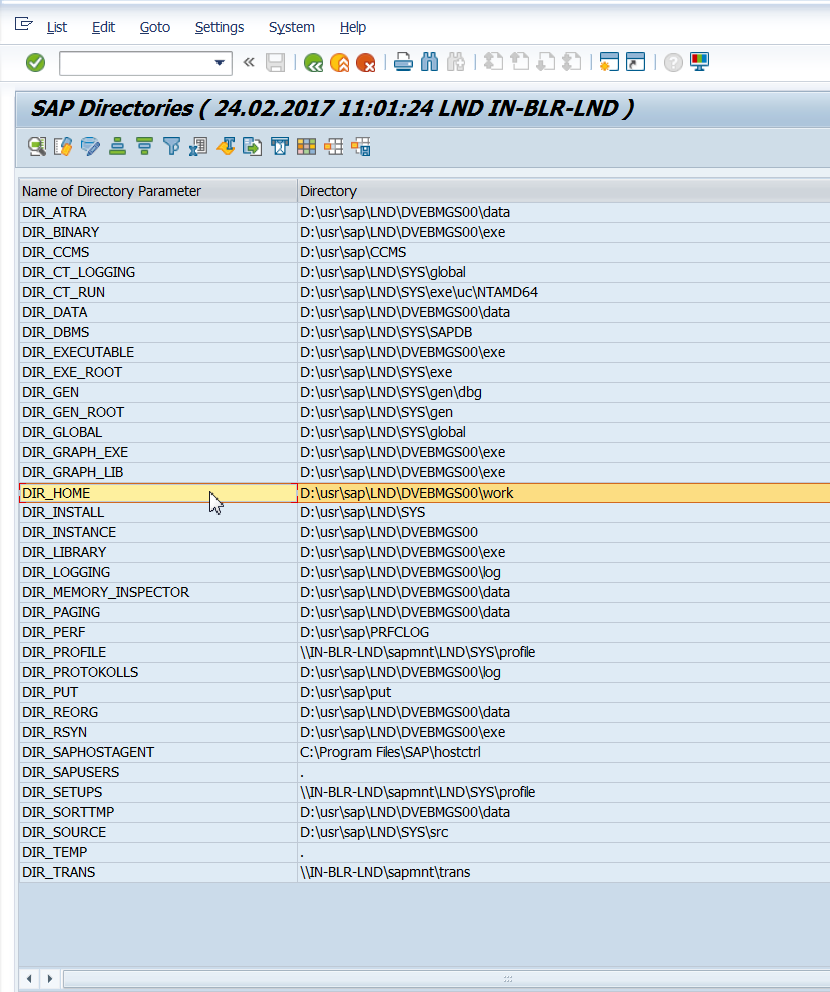 List Edit Goto Settings System Help
SAP Directories ( 24.02.2017 11:01:24 LND IN-BLR-LND )
Name of Directory Parameter Directory
DIR_ATRA D:\usr\sap\LND\DVEBMGS00\data
DIR_BINARY D:\usr\sap\LND\DVEBMGS00\exe
DIR_CCMS D:\usr\sap\CCMS
DIR_CT_LOGGING D:\usr\sap\LND\SYS\global
DIR_CT_RUN D:\usr\sap\LND\SYS\exe\uc\NTAMD64
DIR_DATA D:\usr\sap\LND\DVEBMGS00\data
DIR_DBMS D:\usr\sap\LND\SYS\SAPDB
DIR_EXECUTABLE D:\usr\sap\LND\DVEBMGS00\exe
DIR_EXE_ROOT D:\usr\sap\LND\SYS\exe
DIR_GEN D:\usr\sap\LND\SYS\gen\dbg
DIR_GEN_ROOT D:\usr\sap\LND\SYS\gen
DIR_GLOBAL D:\usr\sap\LND\SYS\global
DIR_GRAPH_EXE D:\usr\sap\LND\DVEBMGS00\exe
DIR_GRAPH_LIB D:\usr\sap\LND\DVEBMGS00\exe
DIR_HOME D:\usr\sap\LND\DVEBMGS00\work
DIR_INSTALL D:\usr\sap\LND\SYS
DIR_INSTANCE D:\usr\sap\LND\DVEBMGS00
DIR_LIBRARY D:\usr\sap\LND\DVEBMGS00\exe
DIR_LOGGING D:\usr\sap\LND\DVEBMGS00\log
DIR_MEMORY_INSPECTOR D:\usr\sap\LND\DVEBMGS00\data
DIR_PAGING D:\usr\sap\LND\DVEBMGS00\data
DIR_PERF D:\usr\sap\PRFCLOG
DIR_PROFILE \\IN-BLR-LND\sapmnt\LND\SYS\profile
DIR_PROTOKOLLS D:\usr\sap\LND\DVEBMGS00\log
DIR_PUT D:\usr\sap\put
DIR_REORG D:\usr\sap\LND\DVEBMGS00\data
DIR_RSYN D:\usr\sap\LND\DVEBMGS00\exe
DIR_SAPHOSTAGENT C:\Program Files\SAP\hostctrl
DIR_SAPUSERS .
DIR_SETUPS \\IN-BLR-LND\sapmnt\LND\SYS\profile
DIR_SORTTMP D:\usr\sap\LND\DVEBMGS00\data
DIR_SOURCE D:\usr\sap\LND\SYS\src
DIR_TEMP .
DIR_TRANS \\IN-BLR-LND\sapmnt\trans